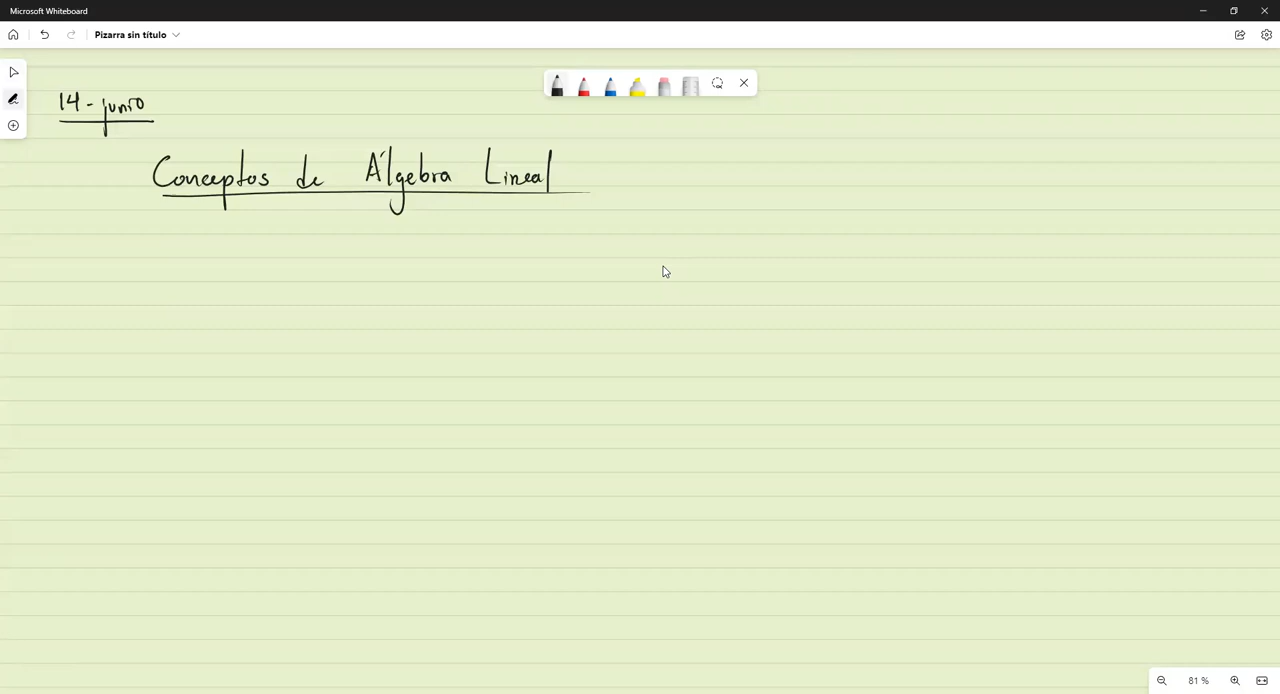 Microsoft Whiteboard
Pizarra sin título
14 - junio
Conceptos de Álgebra Lineal
81 %